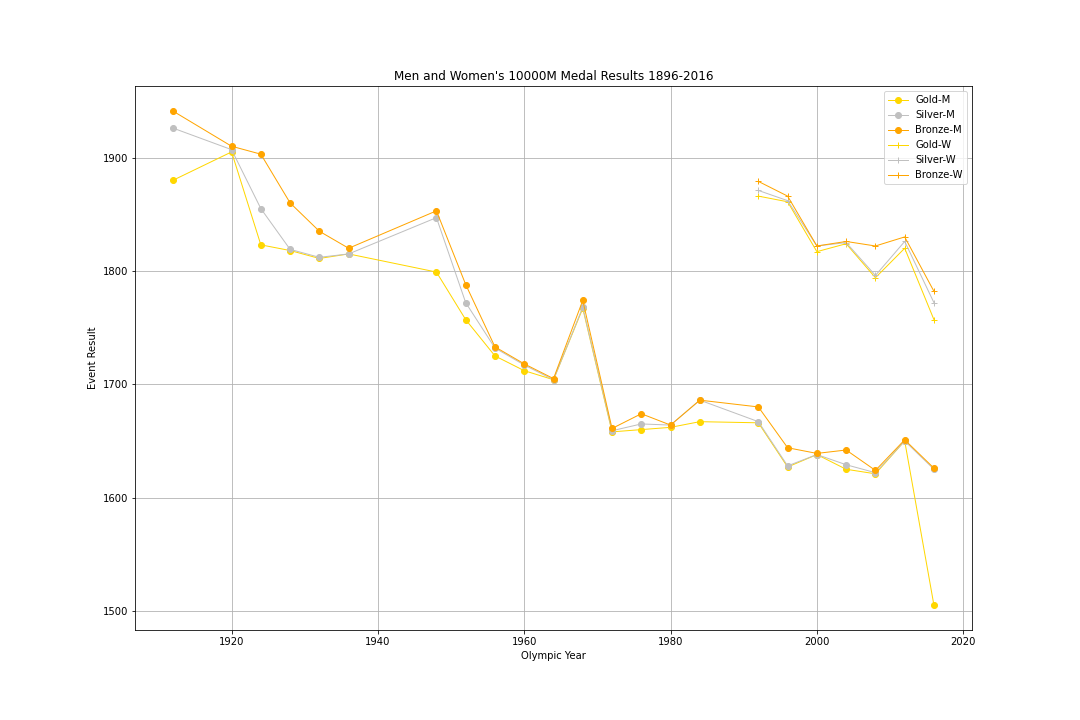 Men and Women's 10000M Medal Results 1896-2016
Gold-M
Silver-M
Bronze-M
Gold-W
Silver-W
Bronze-W
Event Result
1900
1800
1700
1600
1500
1920
1940
1960
1980
2000
2020
Olympic Year